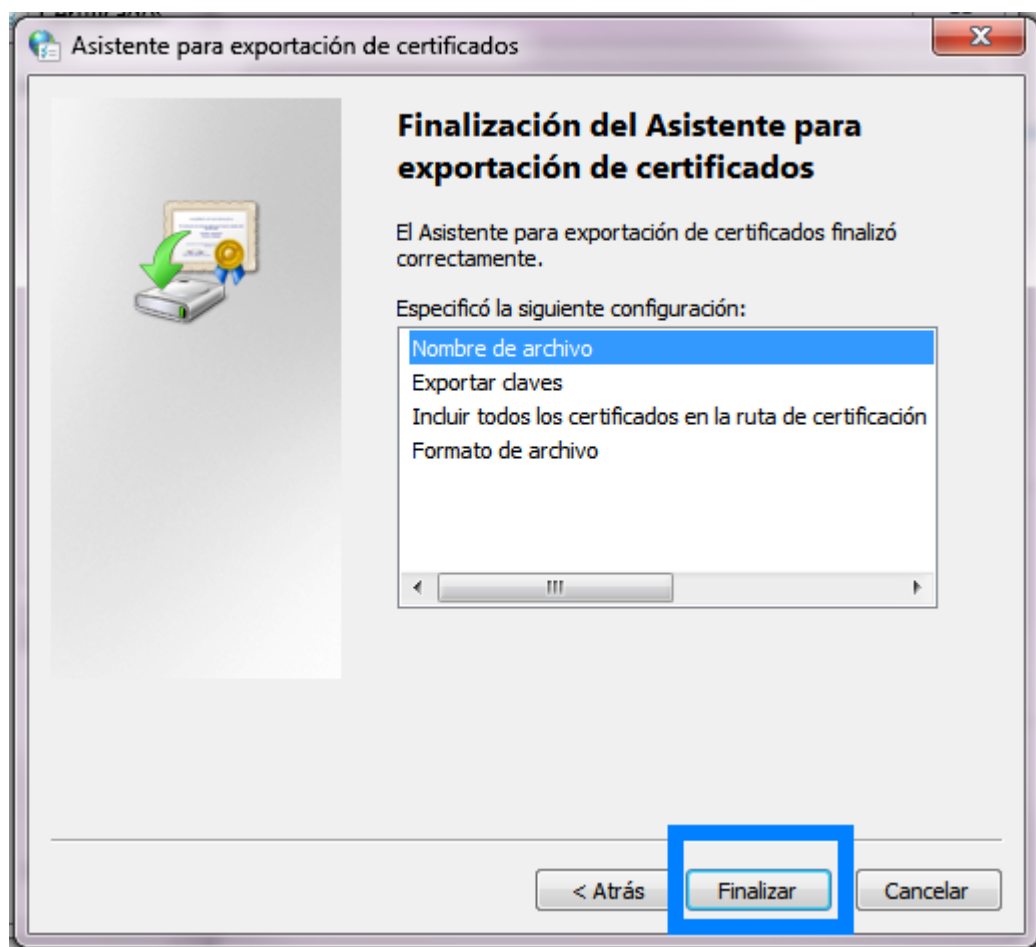 Asistente para exportación de certificados
Finalización del Asistente para
exportación de certificados
El Asistente para exportación de certificados finalizó
correctamente.
Especificó la siguiente configuración:
Nombre de archivo
Exportar claves
Incluir todos los certificados en la ruta de certificación
Formato de archivo
< Atrás
Finalizar
Cancelar